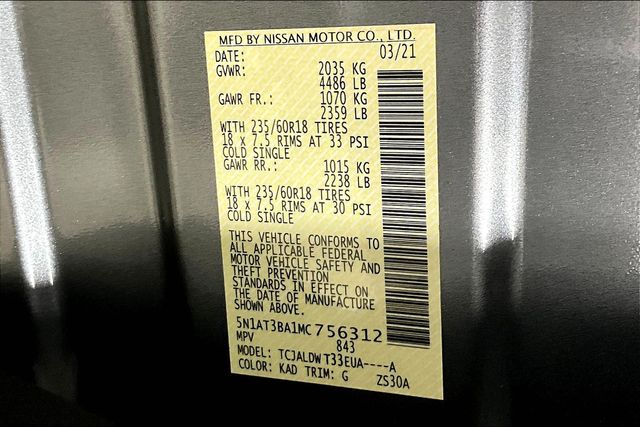 MFD BY NISSAN MOTOR CO., LTD.
DATE: 03/21
GVWR: 2035 KG
4486 LB
GAWR FR.: 1070 KG
2359 LB
WITH 235/60R18 TIRES
18 x 7.5 RIMS AT 33 PSI
COLD SINGLE
GAWR RR.: 1015 KG
2238 LB
WITH 235/60R18 TIRES
18 x 7.5 RIMS AT 30 PSI
COLD SINGLE
THIS VEHICLE CONFORMS TO
ALL APPLICABLE FEDERAL
MOTOR VEHICLE SAFETY AND
THEFT PREVENTION
STANDARDS IN EFFECT ON
THE DATE OF MANUFACTURE
SHOWN ABOVE.
5N1AT3BA1MC756312
MPV 843
MODEL: TCJALDW T33EUA----A
COLOR: KAD TRIM: G ZS30A